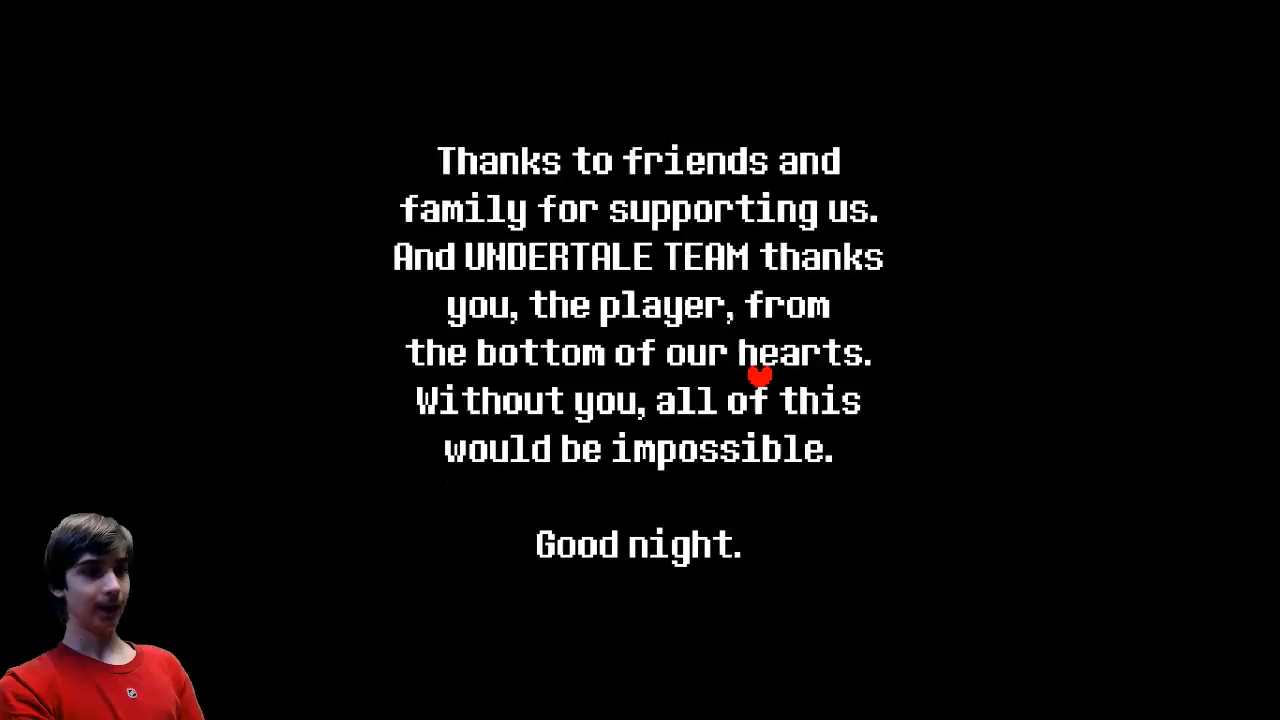 Thanks to friends and
family for supporting us.
And UNDERTALE TEAM thanks
you, the player, from
the bottom of our hearts.
Without you, all of this
would be impossible.
Good night.